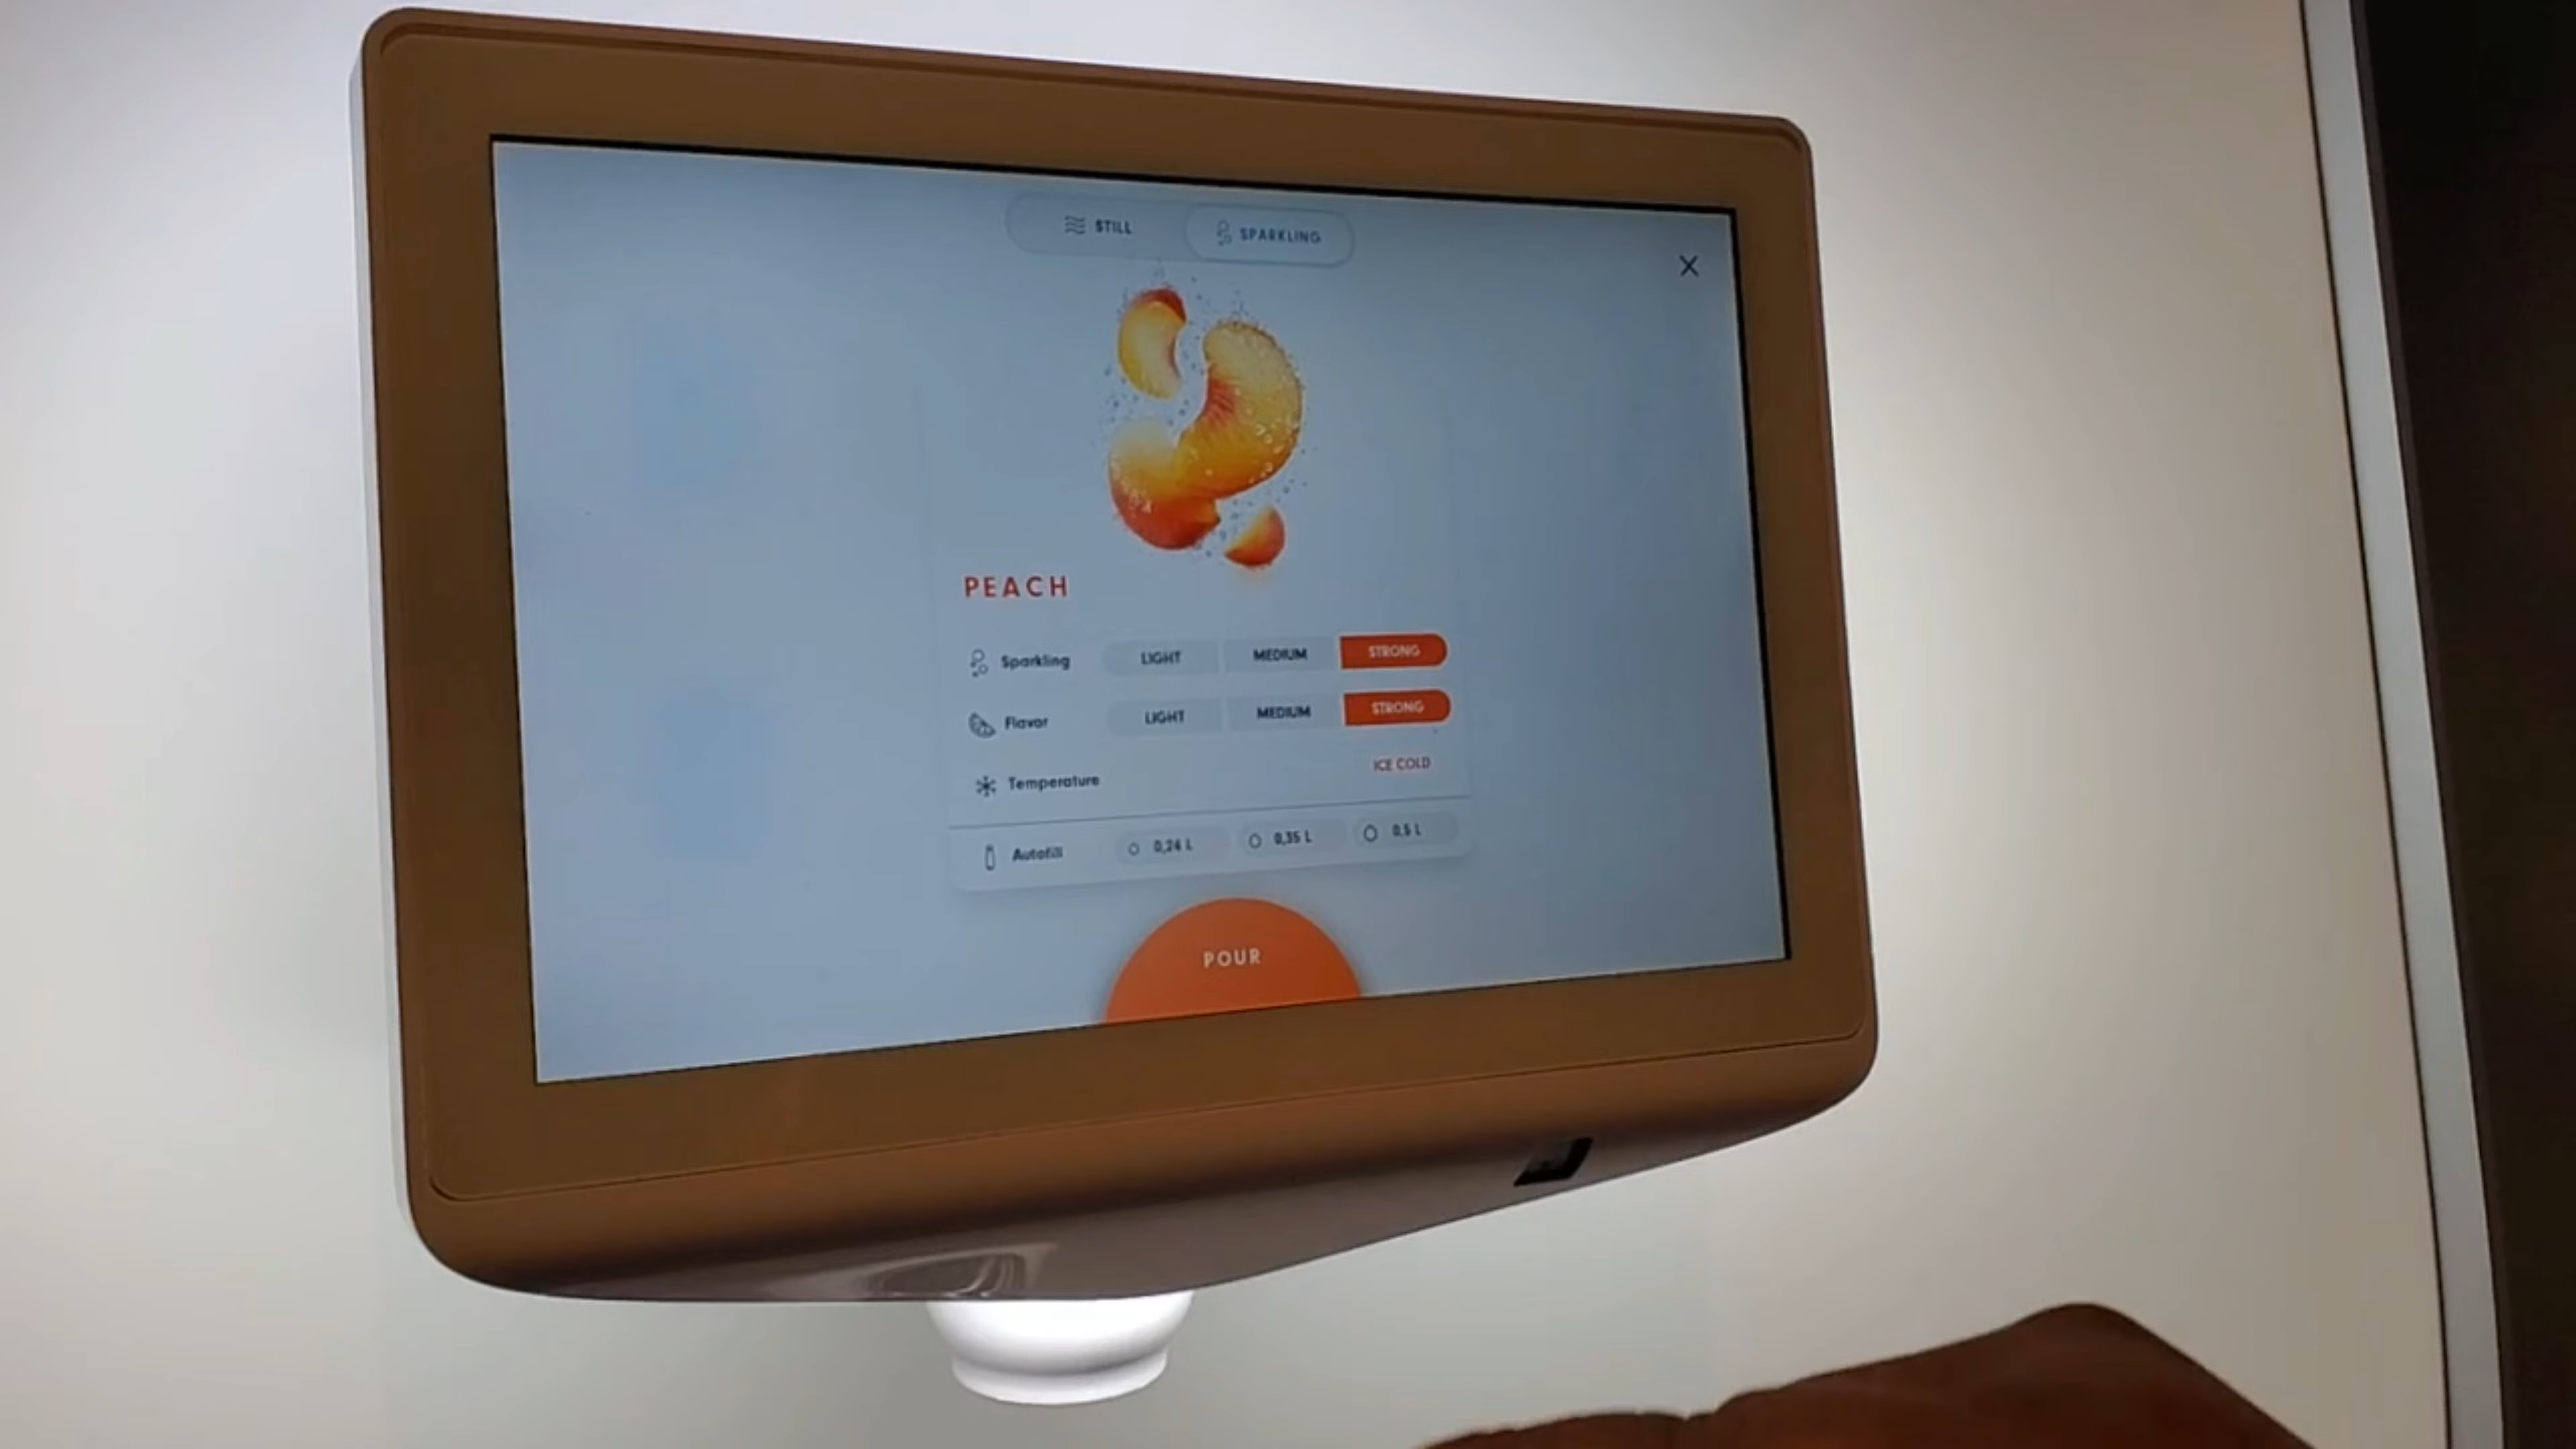 STILL SPARKLING
PEACH
Sparkling LIGHT MEDIUM STRONG
Flavor LIGHT MEDIUM STRONG
Temperature ICE COLD
Autofill 0,24 L 0,35 L 0,5 L
POUR